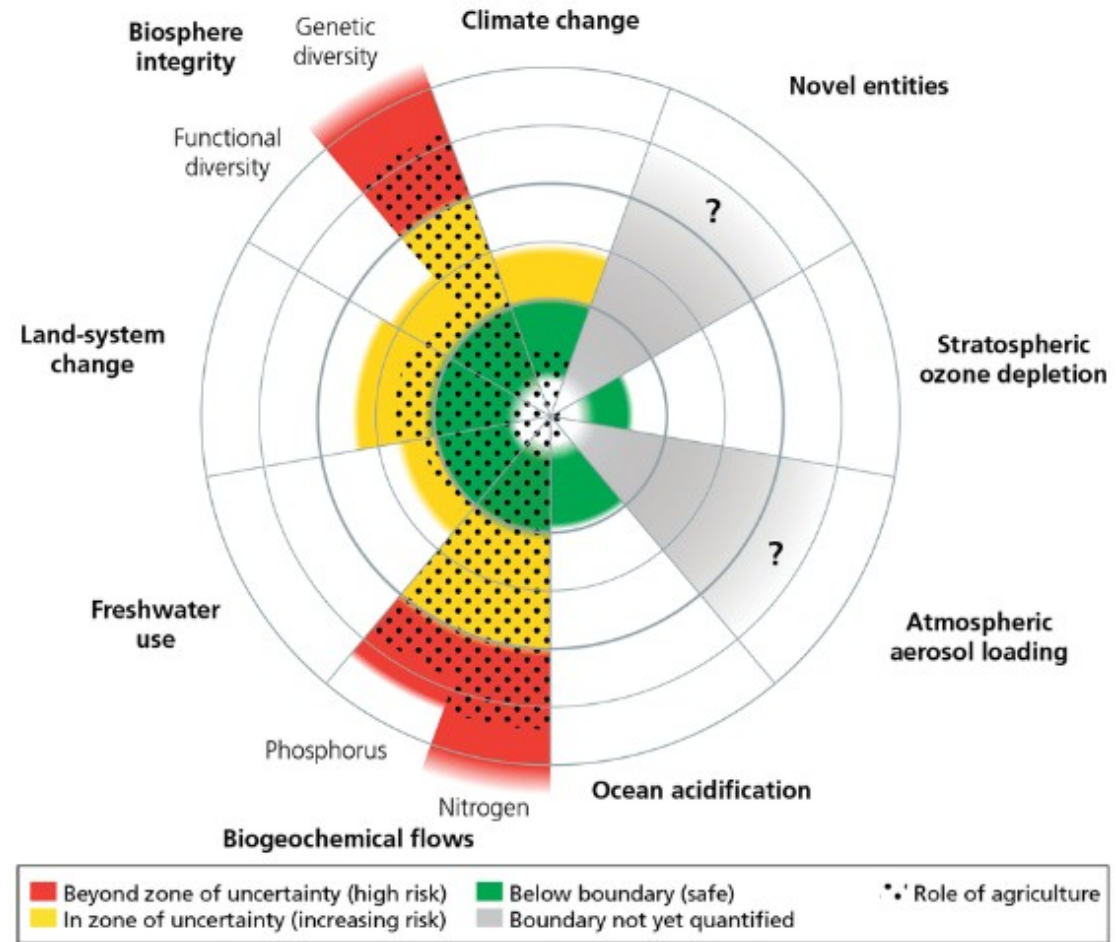 Climate change
Biosphere
integrity
Genetic
diversity
Novel entities
Functional
diversity
?
Land-system
change
Stratospheric
ozone depletion
?
Freshwater
use
Atmospheric
aerosol loading
Phosphorus
Ocean acidification
Nitrogen
Biogeochemical flows
Beyond zone of uncertainty (high risk)
Below boundary (safe)
Role of agriculture
In zone of uncertainty (increasing risk)
Boundary not yet quantified